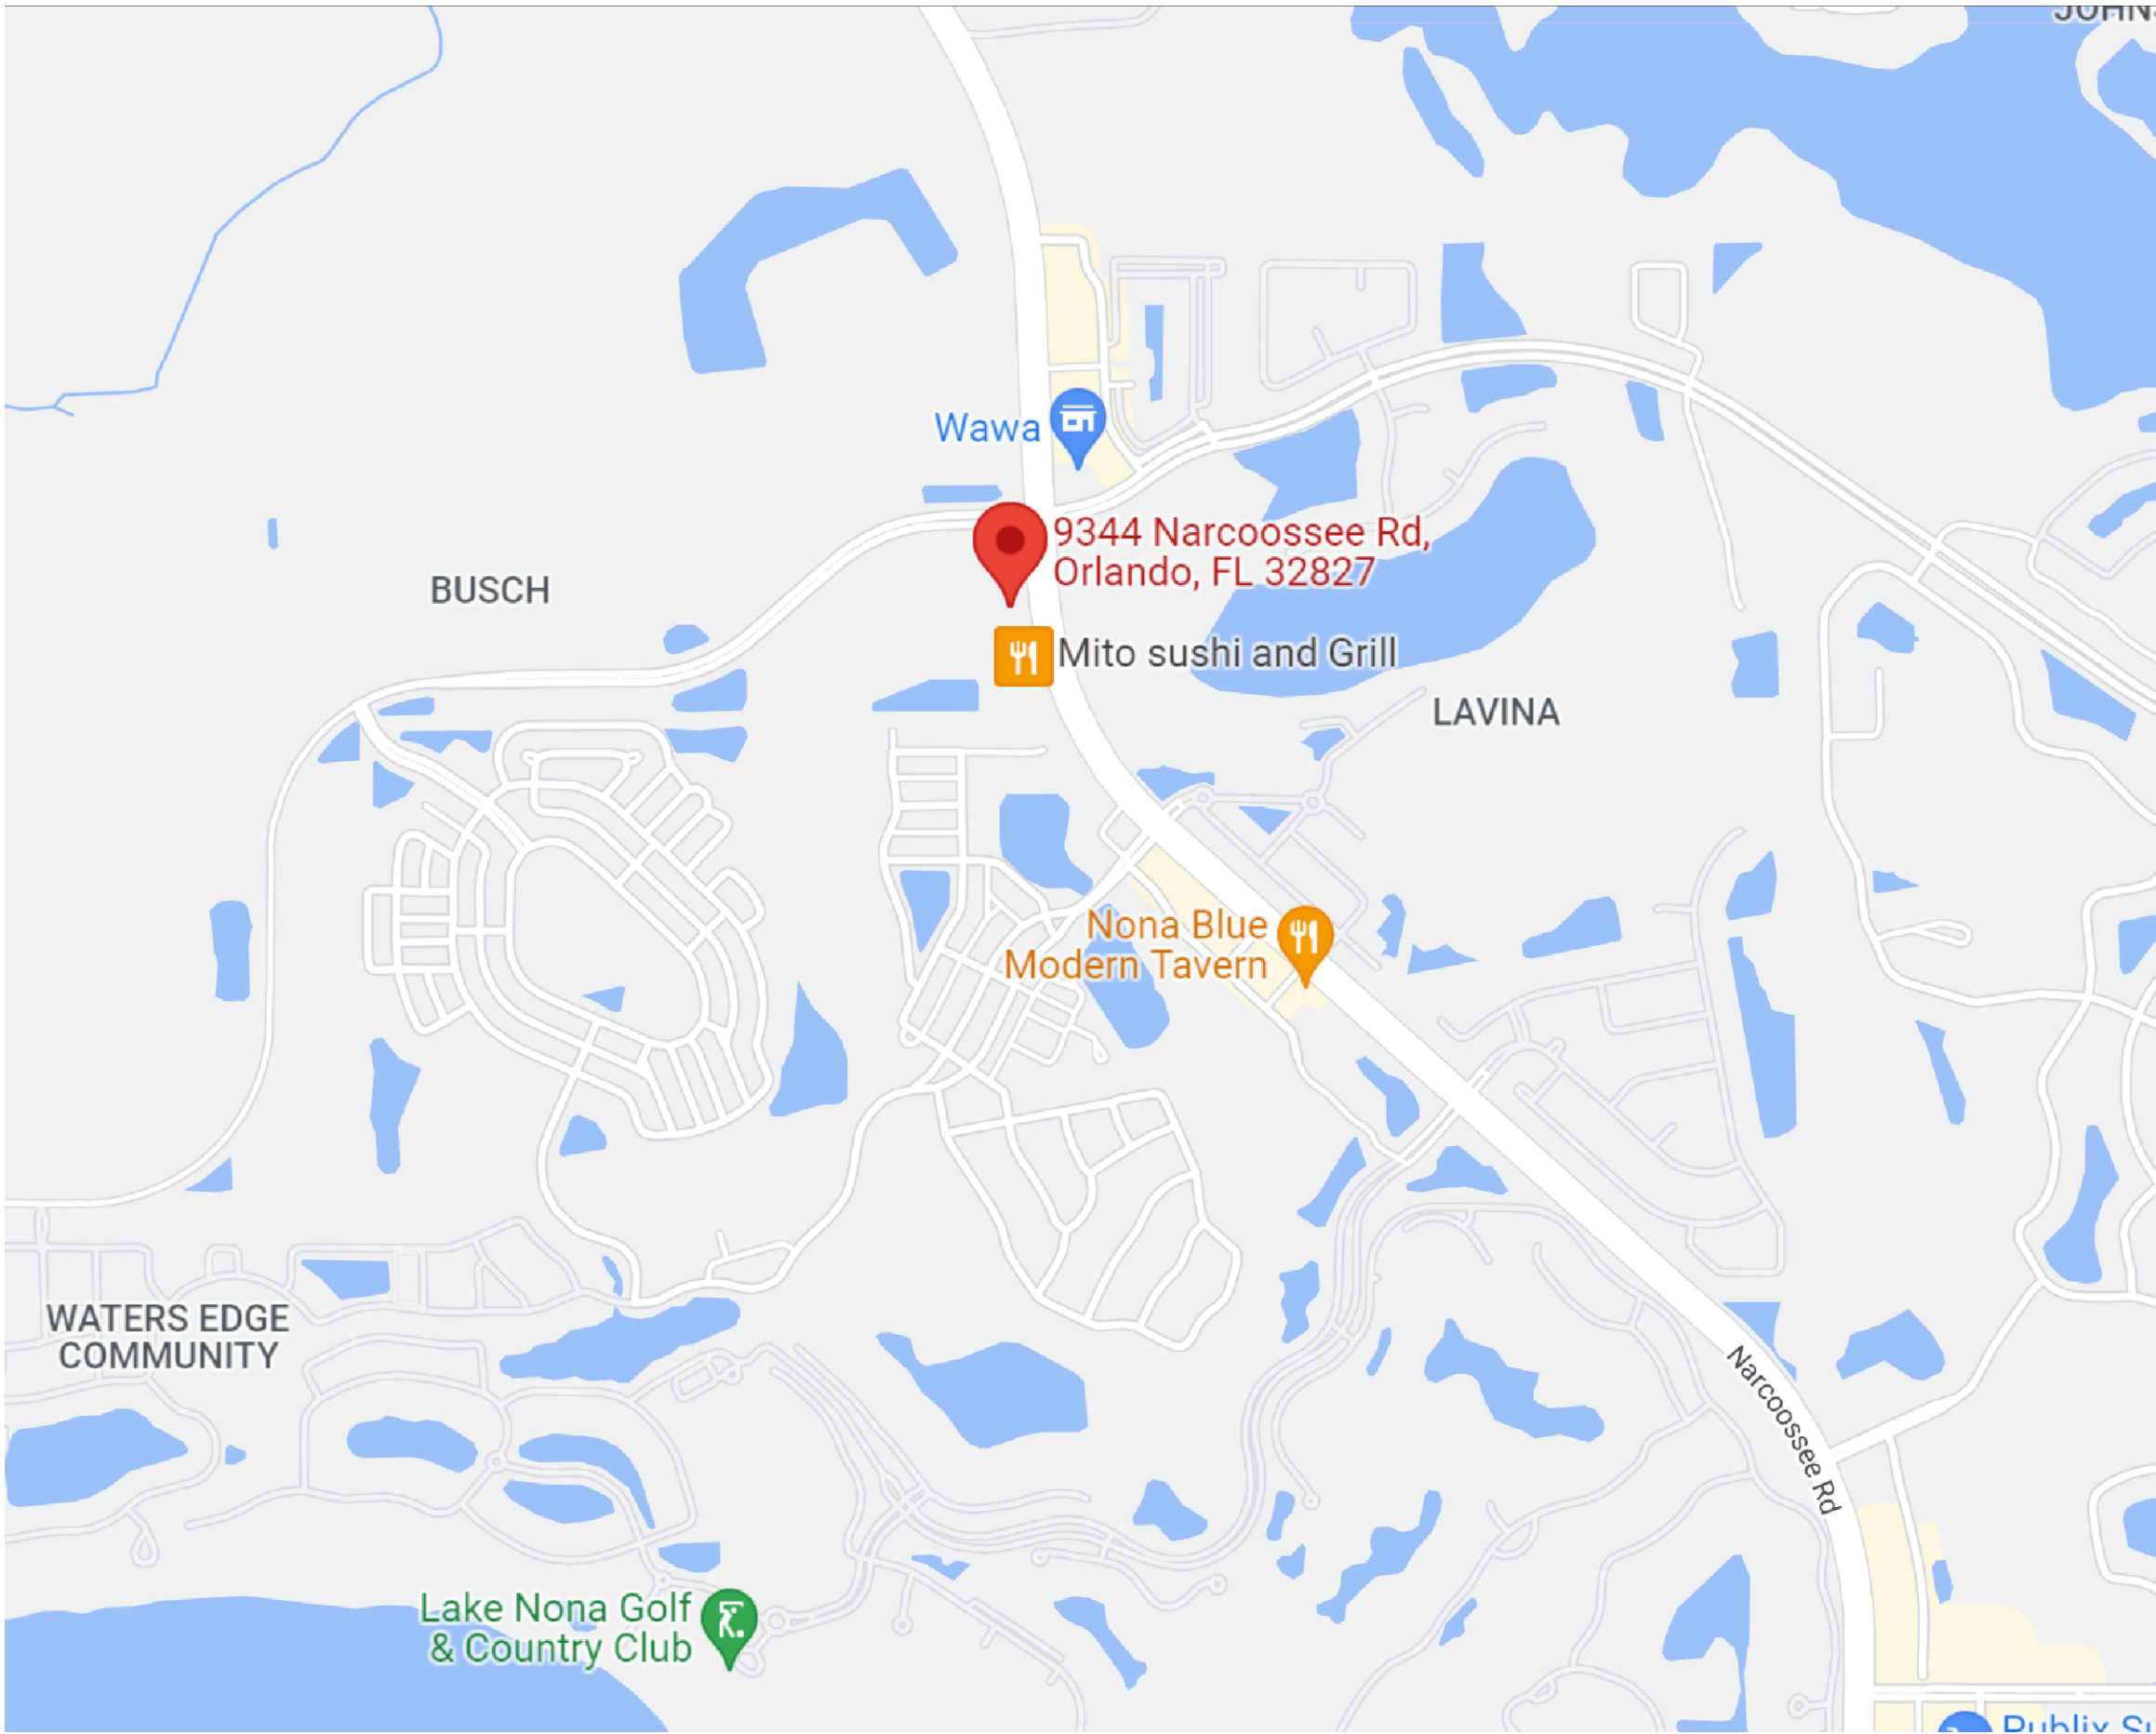 Wawa
9344 Narcoossee Rd,
Orlando, FL 32827
BUSCH
Mito sushi and Grill
LAVINA
Nona Blue
Modern Tavern
WATERS EDGE
COMMUNITY
Narcoossee Rd
Lake Nona Golf
& Country Club
Publix